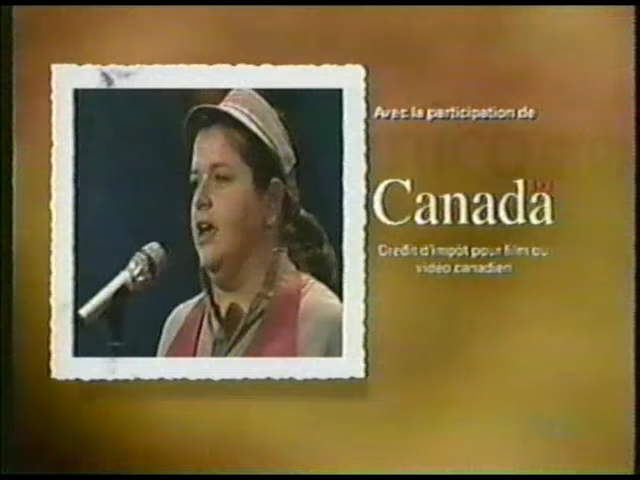 Avec la participation de
Canada
Crédit d'impôt pour film ou
vidéo canadien